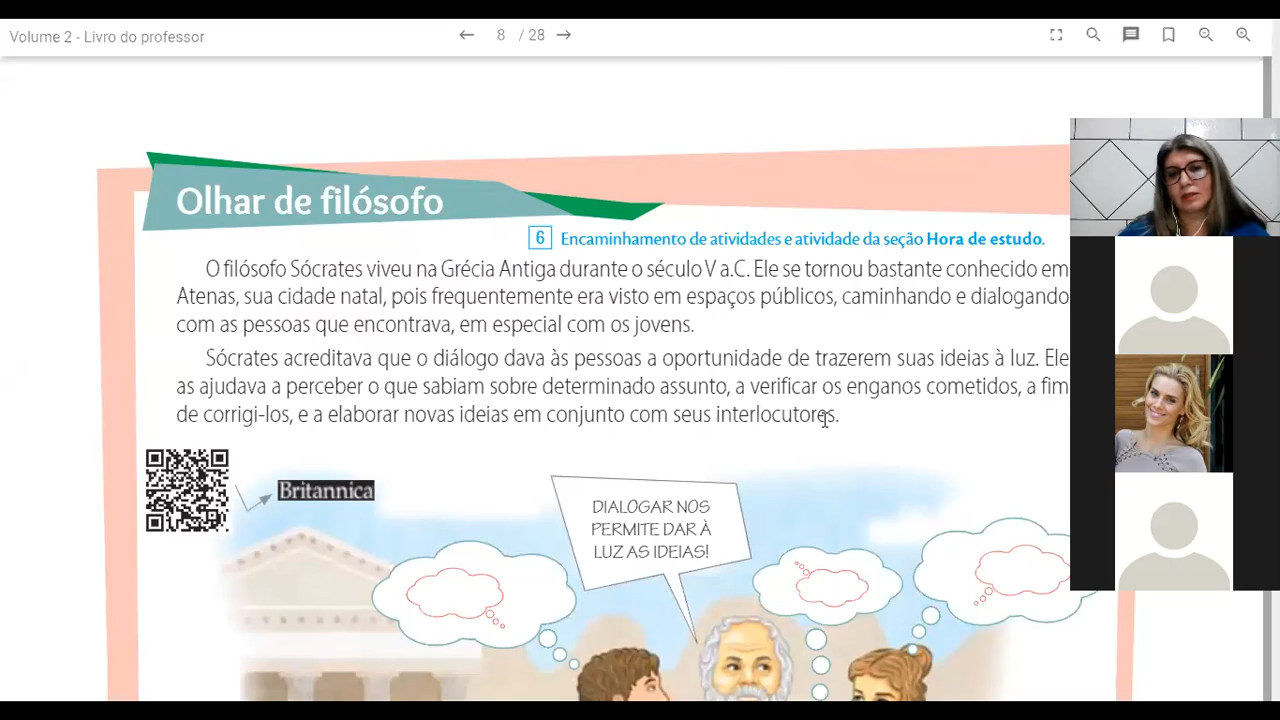 Volume 2 - Livro do professor
8 / 28
Olhar de filósofo
6 Encaminhamento de atividades e atividade da seção Hora de estudo.
O filósofo Sócrates viveu na Grécia Antiga durante o século V a.C. Ele se tornou bastante conhecido em
Atenas, sua cidade natal, pois frequentemente era visto em espaços públicos, caminhando e dialogando
com as pessoas que encontrava, em especial com os jovens.
Sócrates acreditava que o diálogo dava às pessoas a oportunidade de trazerem suas ideias à luz. Ele
as ajudava a perceber o que sabiam sobre determinado assunto, a verificar os enganos cometidos, a fim
de corrigi-los, e a elaborar novas ideias em conjunto com seus interlocutores.
Britannica
DIALOGAR NOS
PERMITE DAR À
LUZ AS IDEIAS!